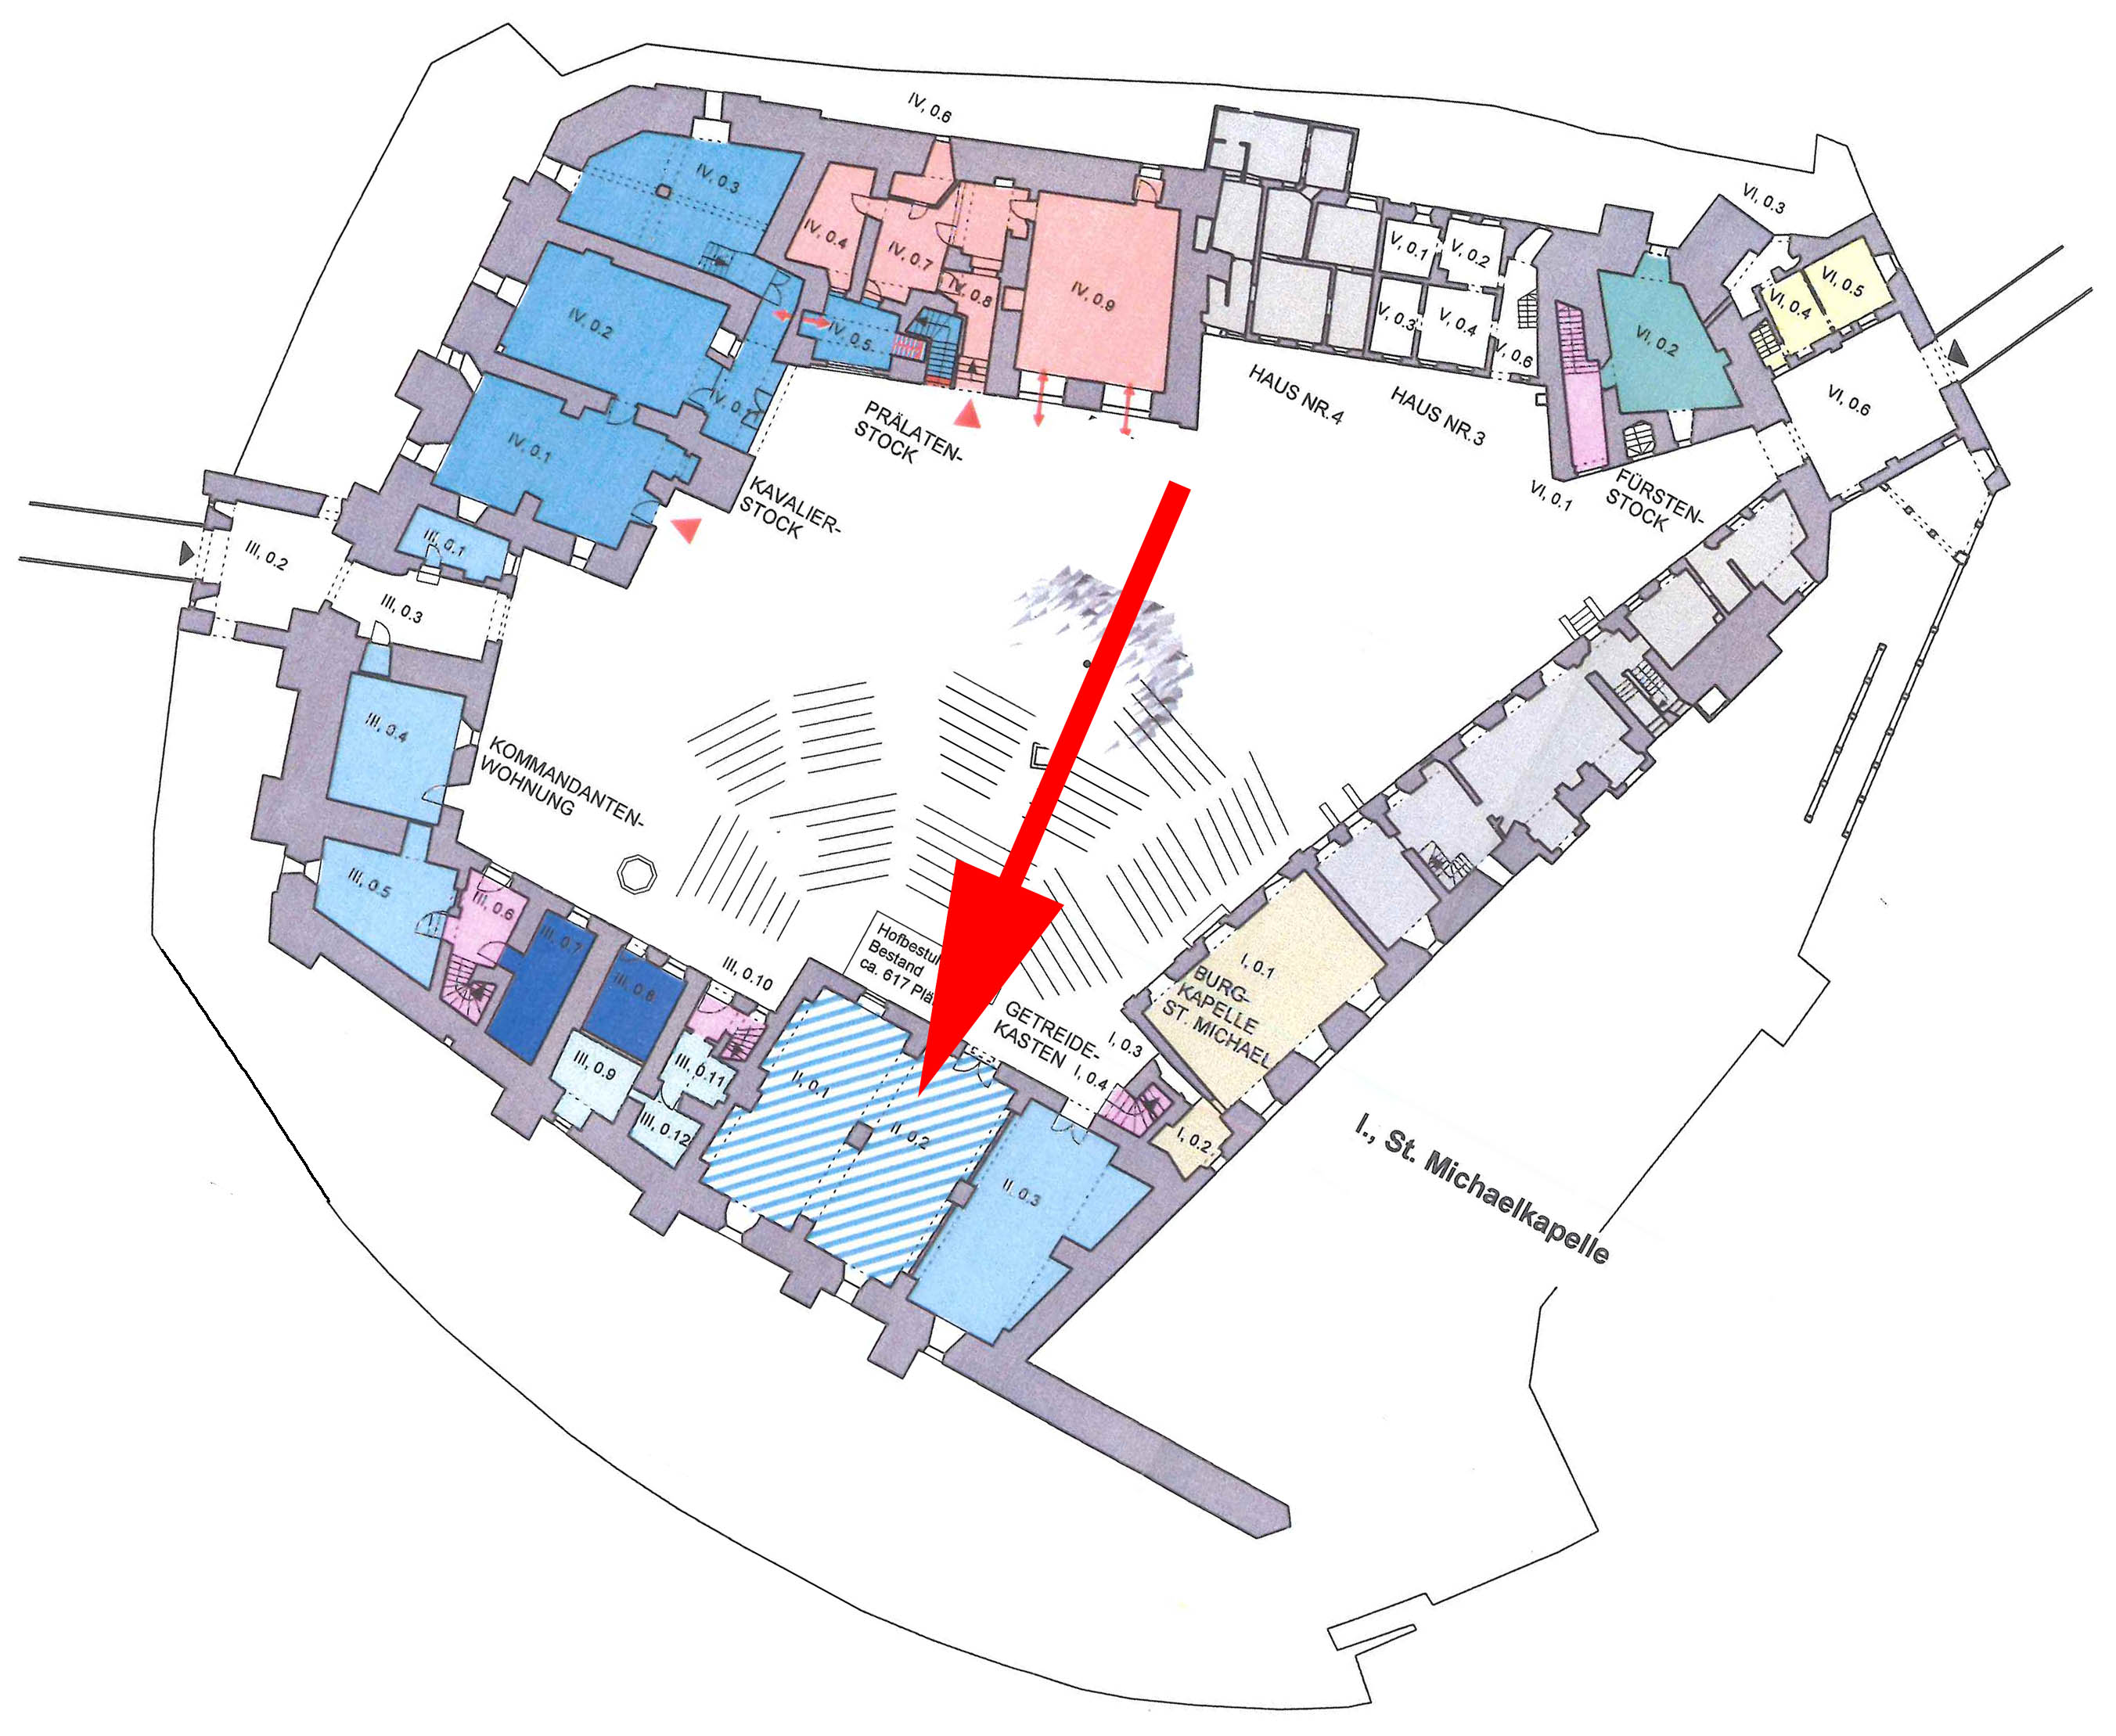 IV, 0.6
IV, 0.3
VI, 0.3
IV, 0.4
IV, 0.7
V, 0.1
V, 0.2
VI, 0.5
VI, 0.4
IV, 0.8
IV, 0.9
IV, 0.2
IV, 0.5
V, 0.3
V, 0.4
V, 0.6
VI, 0.2
VI, 0.6
HAUS NR.4
HAUS NR.3
PRÄLATEN-
STOCK
IV, 0.1
KAVALIER-
STOCK
VI, 0.1
FÜRSTEN-
STOCK
III, 0.1
III, 0.2
III, 0.3
III, 0.4
KOMMANDANTEN-
WOHNUNG
III, 0.5
III, 0.6
III, 0.7
III, 0.8
III, 0.10
Bestand
I, 0.1
BURG-
KAPELLE
ST. MICHAEL
GETREIDE-
KASTEN
I, 0.3
I, 0.4
III, 0.9
III, 0.11
III, 0.12
II, 0.1
II, 0.2
II, 0.3
I, 0.2
I., St. Michaelkapelle
ca. 617